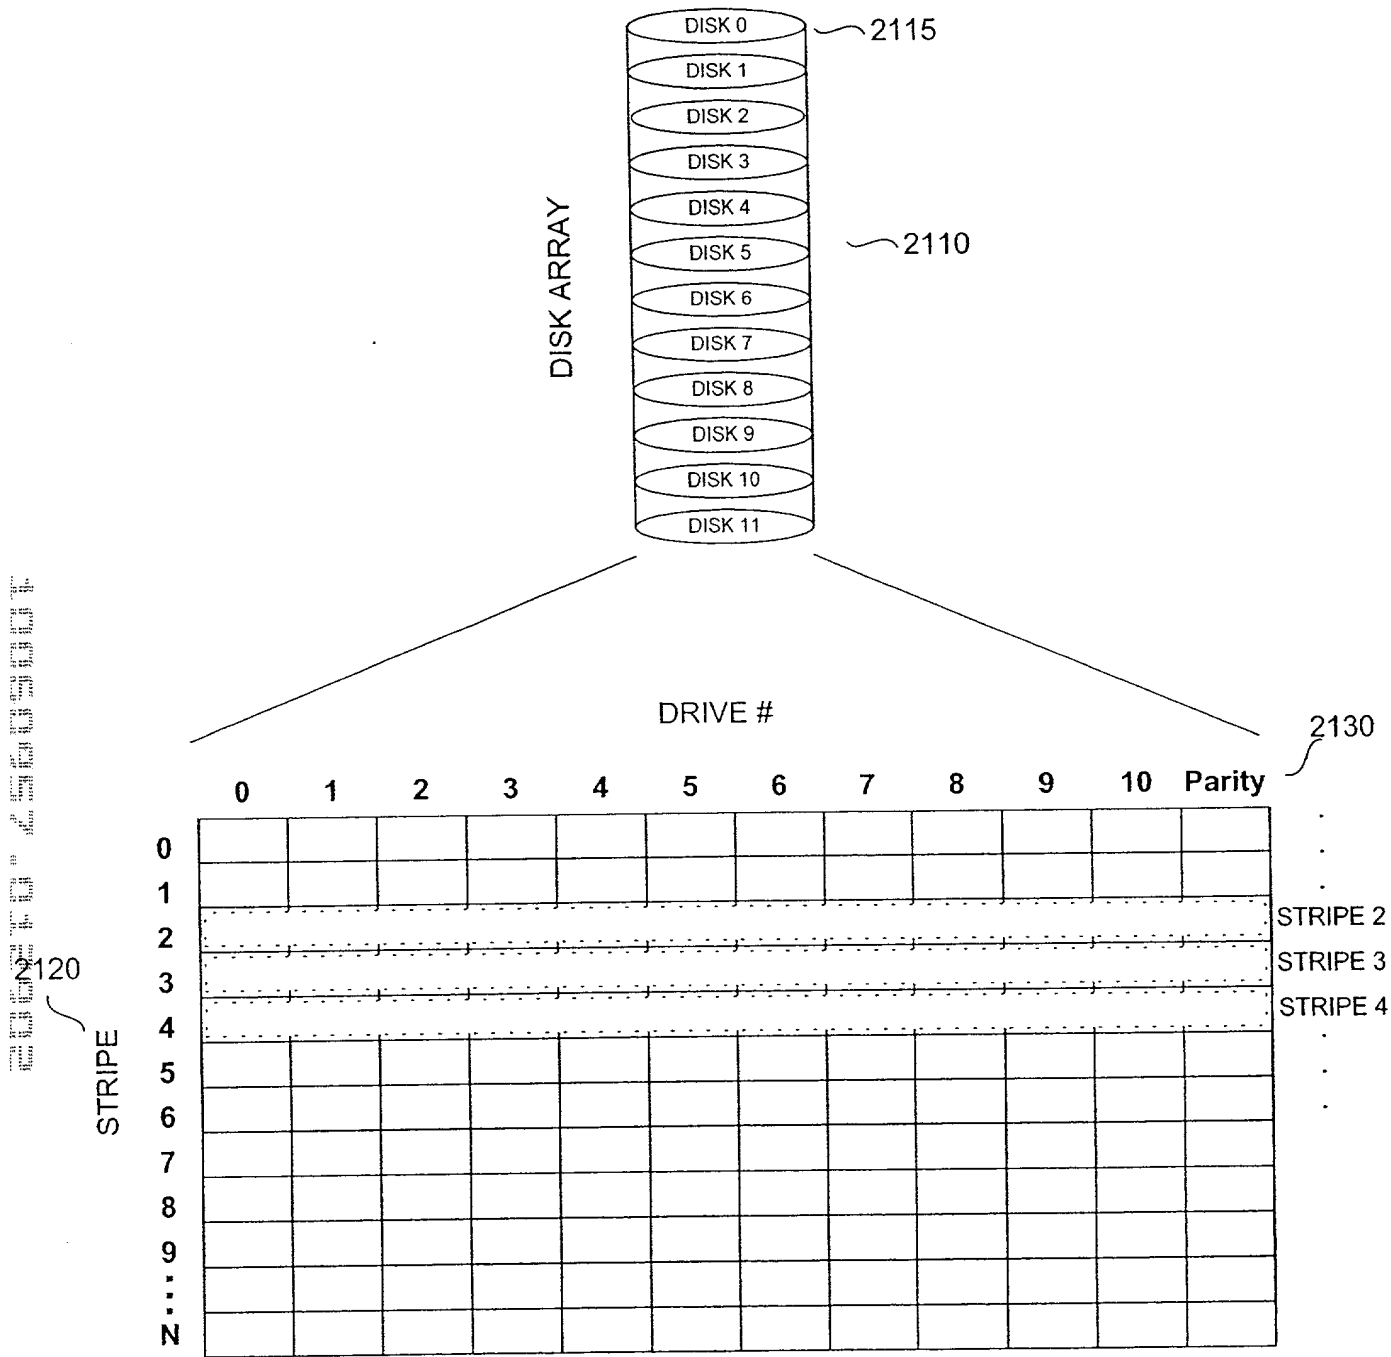 DISK 0
2115
DISK 1
DISK 2
DISK 3
DISK 4
DISK 5
2110
DISK 6
DISK 7
DISK 8
DISK 9
DISK 10
DISK 11
DISK ARRAY
DRIVE #
2130
0 1 2 3 4 5 6 7 8 9 10 Parity
0
1
2
3
4
5
6
7
8
9
N
STRIPE 2
STRIPE 3
STRIPE 4
2120
STRIPE